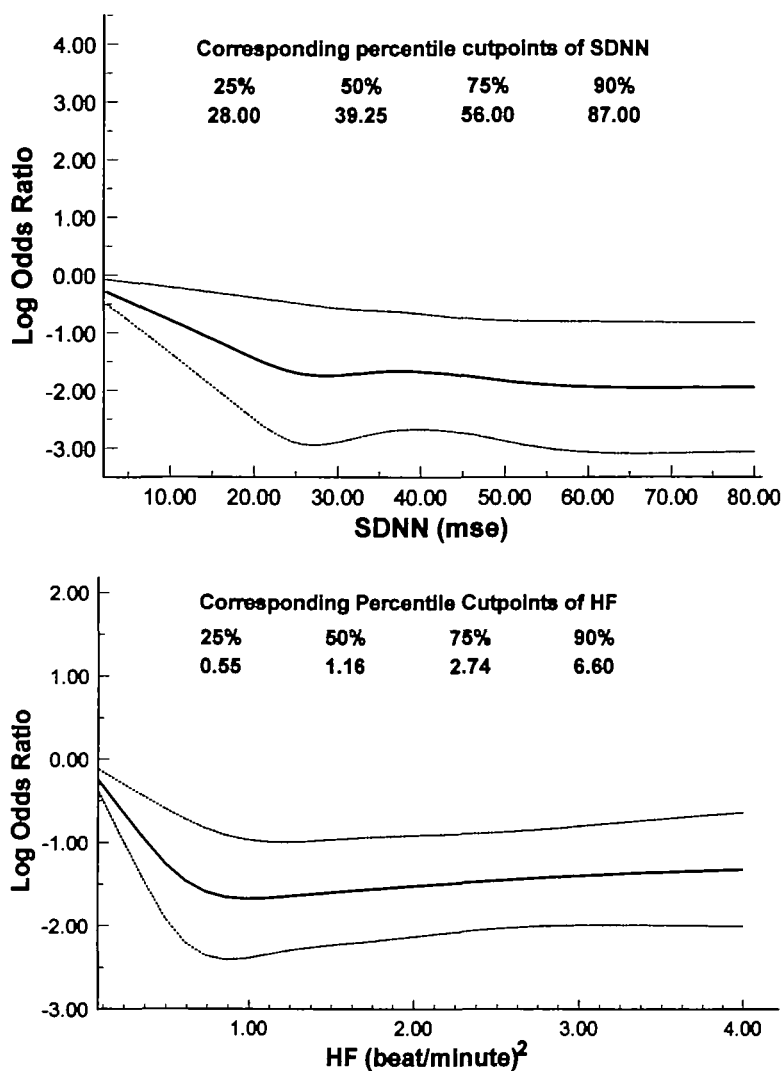 4.00
3.00
2.00
1.00
0.00
-1.00
-2.00
-3.00
Log Odds Ratio
Corresponding percentile cutpoints of SDNN
25% 50% 75% 90%
28.00 39.25 56.00 87.00
10.00 20.00 30.00 40.00 50.00 60.00 70.00 80.00
SDNN (mse)
2.00
1.00
0.00
-1.00
-2.00
-3.00
Log Odds Ratio
Corresponding Percentile Cutpoints of HF
25% 50% 75% 90%
0.55 1.16 2.74 6.60
1.00 2.00 3.00 4.00
HF (beat/minute)²